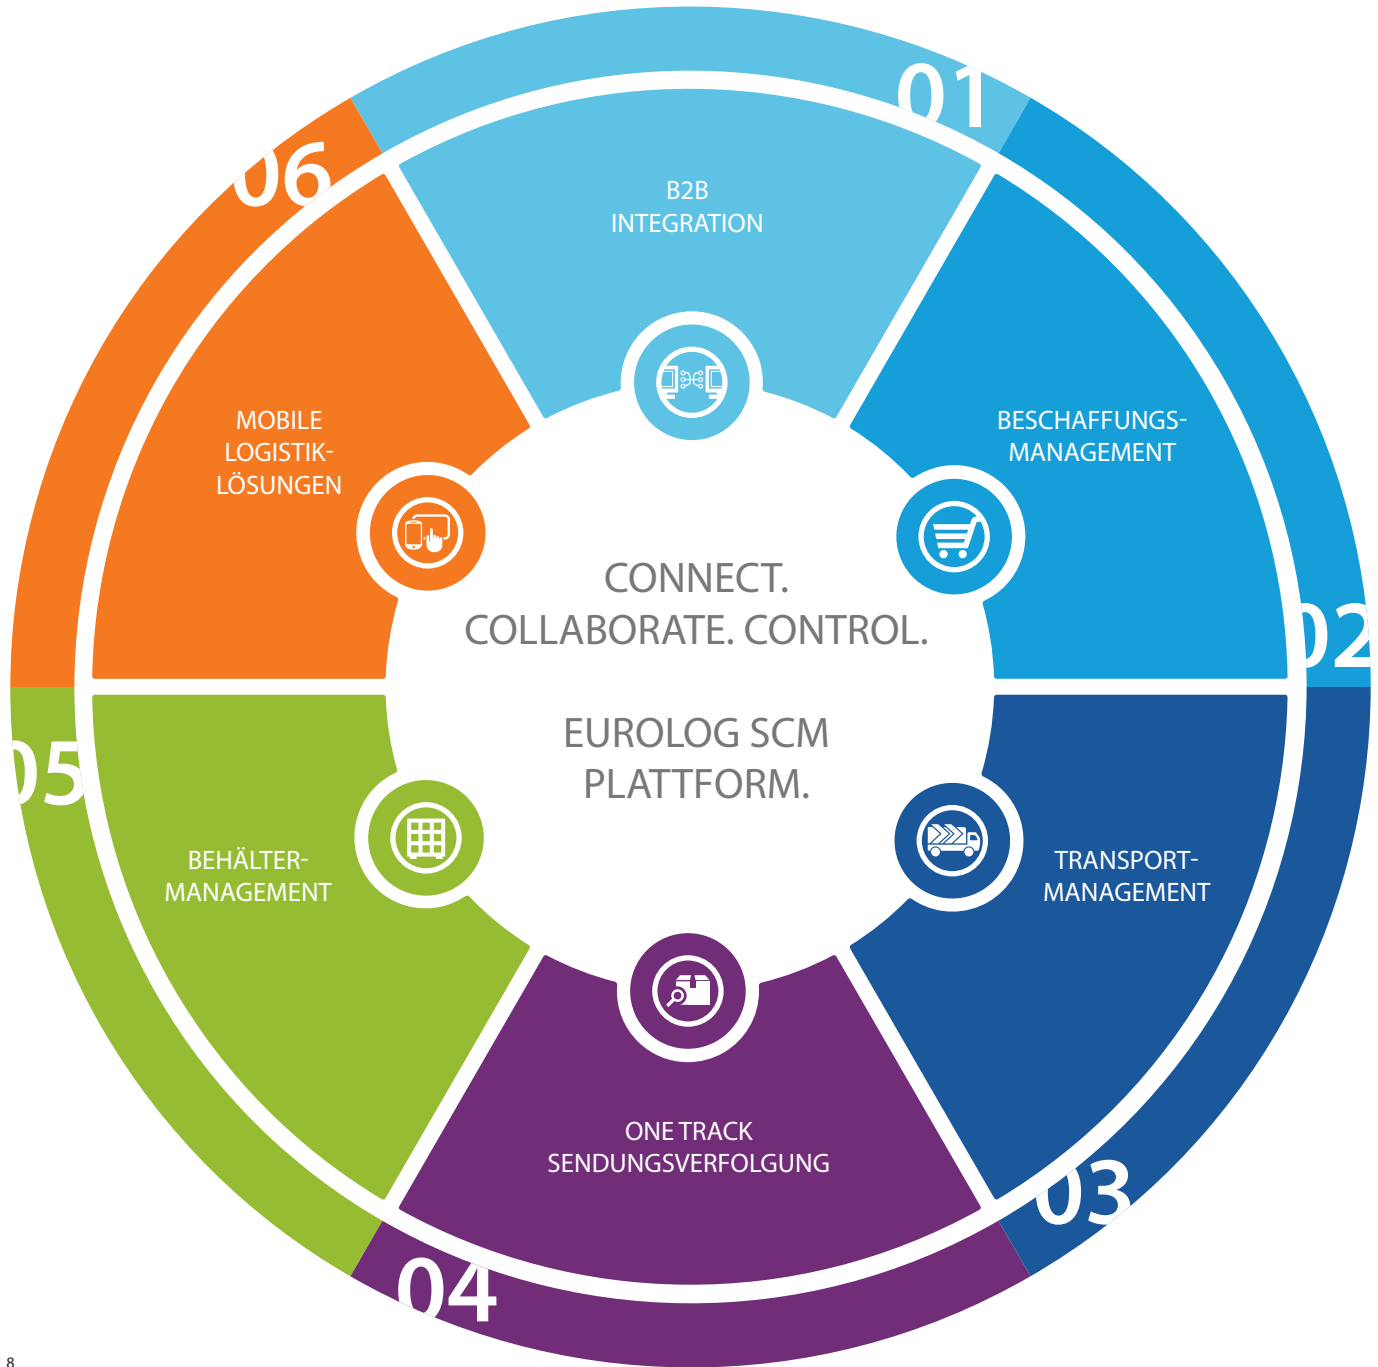 01
B2B
INTEGRATION
02
BESCHAFFUNGS-
MANAGEMENT
03
TRANSPORT-
MANAGEMENT
04
ONE TRACK
SENDUNGSVERFOLGUNG
05
BEHÄLTER-
MANAGEMENT
06
MOBILE
LOGISTIK-
LÖSUNGEN
CONNECT.
COLLABORATE. CONTROL.
EUROLOG SCM
PLATTFORM.
8